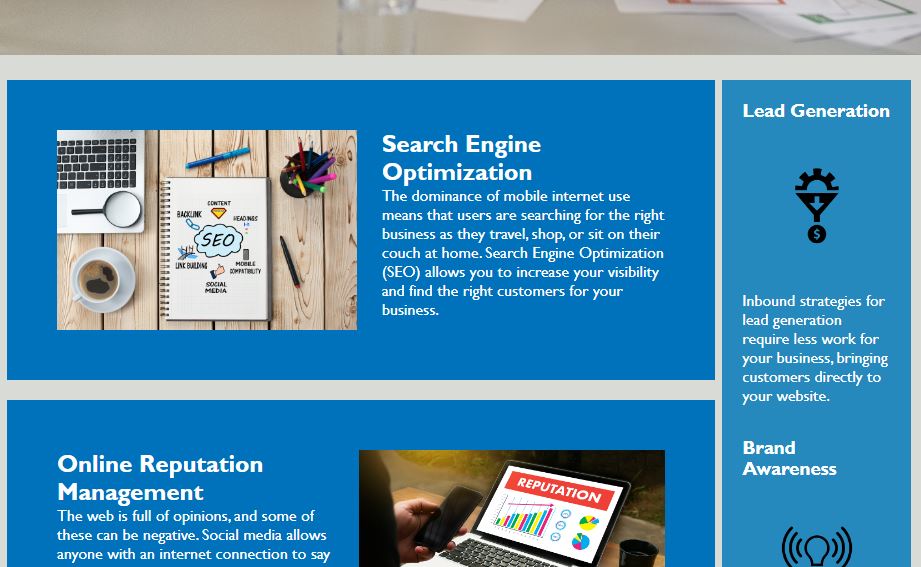 Search Engine
Optimization
The dominance of mobile internet use
means that users are searching for the right
business as they travel, shop, or sit on their
couch at home. Search Engine Optimization
(SEO) allows you to increase your visibility
and find the right customers for your
business.
CONTENT
BACKLINK
HEADINGS
SEO
LINK BUILDING
MOBILE
COMPATIBILITY
SOCIAL
MEDIA
Online Reputation
Management
The web is full of opinions, and some of
these can be negative. Social media allows
anyone with an internet connection to say
REPUTATION
Lead Generation
$
Inbound strategies for
lead generation
require less work for
your business, bringing
customers directly to
your website.
Brand
Awareness